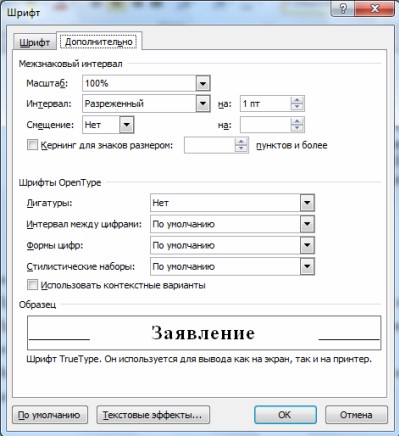 Шрифт
Шрифт Дополнительно
Межзнаковый интервал
Масштаб: 100%
Интервал: Разреженный на: 1 пт
Смещение: Нет на:
Кернинг для знаков размером: пунктов и более
Шрифты OpenType
Лигатуры: Нет
Интервал между цифрами: По умолчанию
Формы цифр: По умолчанию
Стилистические наборы: По умолчанию
Использовать контекстные варианты
Образец
Заявление
Шрифт TrueType. Он используется для вывода как на экран, так и на принтер.
По умолчанию Текстовые эффекты... ОК Отмена